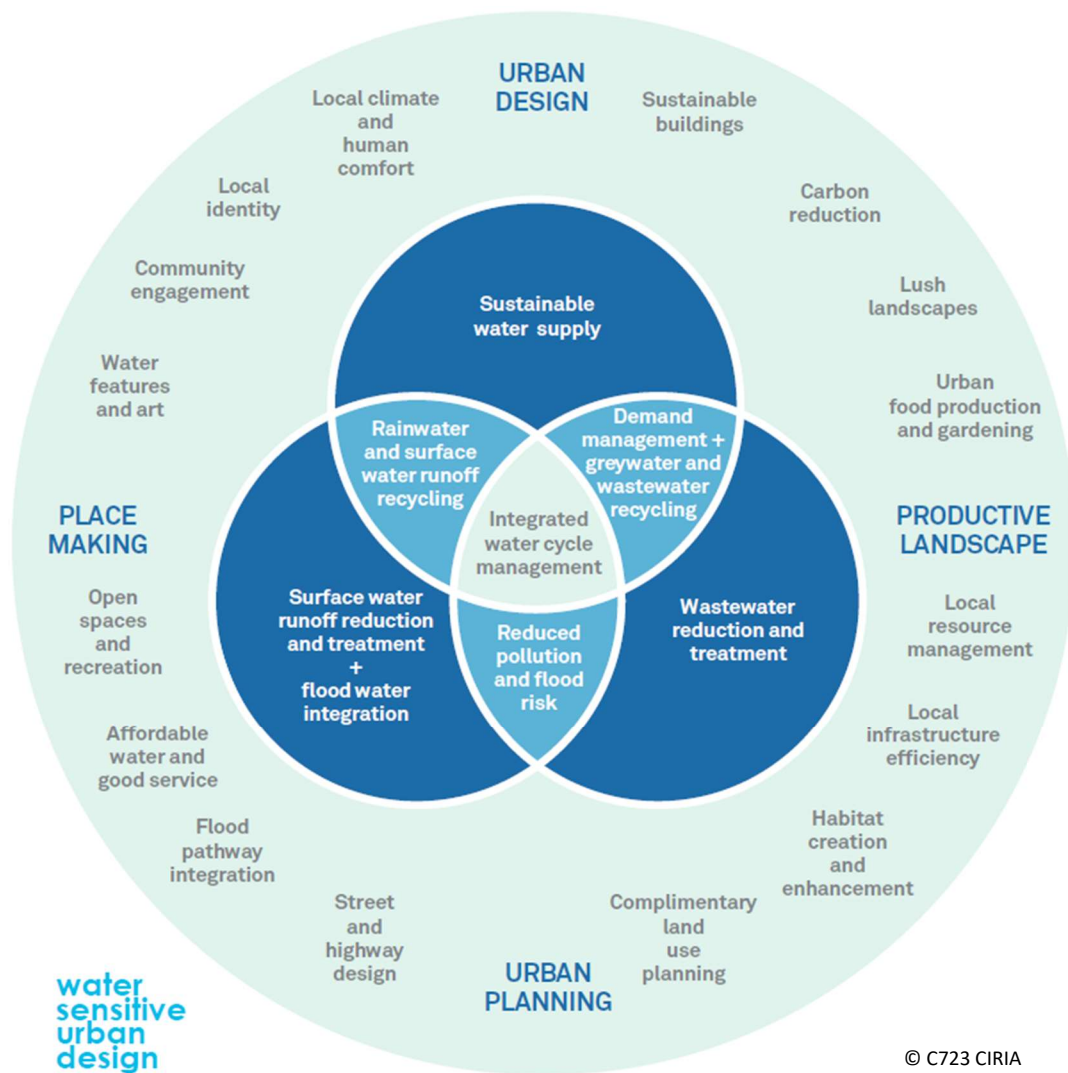 URBAN
DESIGN
Local climate
and
human
comfort
Sustainable
buildings
Local
identity
Carbon
reduction
Community
engagement
Lush
landscapes
Water
features
and art
Urban
food production
and gardening
Sustainable
water supply
Rainwater
and surface
water runoff
recycling
Demand
management +
greywater and
wastewater
recycling
PLACE
MAKING
Integrated
water cycle
management
PRODUCTIVE
LANDSCAPE
Open
spaces
and
recreation
Surface water
runoff reduction
and treatment
+
flood water
integration
Reduced
pollution
and flood
risk
Wastewater
reduction and
treatment
Local
resource
management
Affordable
water and
good service
Local
infrastructure
efficiency
Flood
pathway
integration
Habitat
creation
and
enhancement
Street
and
highway
design
URBAN
PLANNING
Complimentary
land
use
planning
water
sensitive
urban
design
© C723 CIRIA